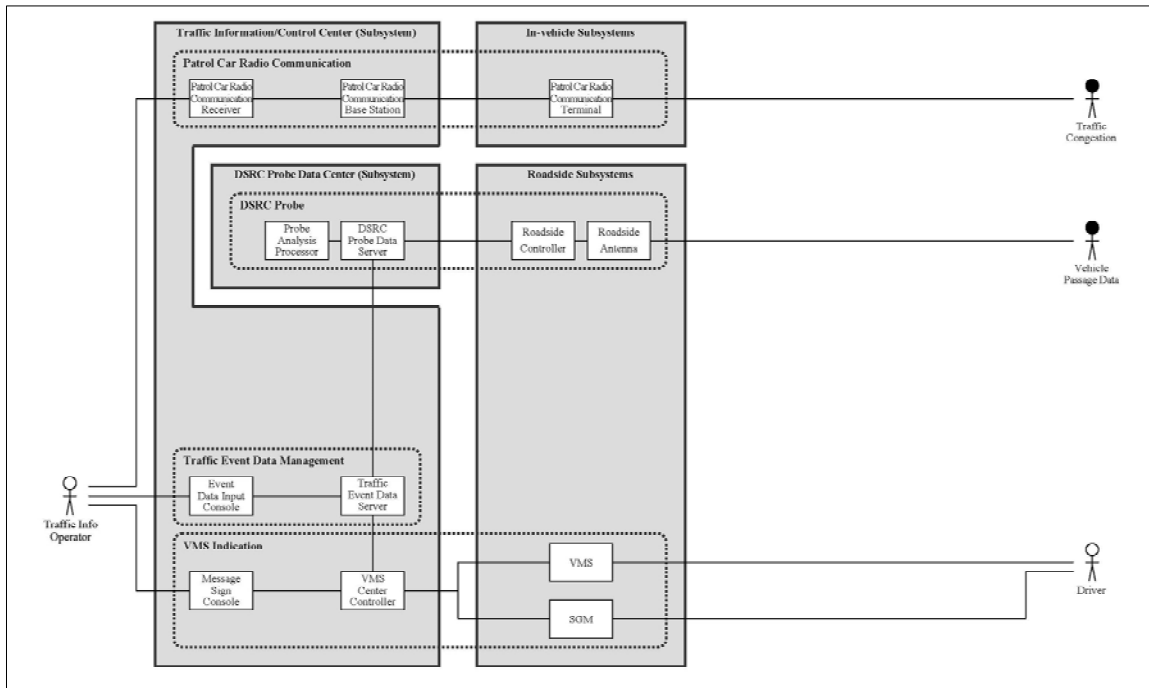 Traffic Information/Control Center (Subsystem)
In-vehicle Subsystems
Patrol Car Radio Communication
Patrol Car Radio
Communication
Receiver
Patrol Car Radio
Communication
Base Station
Patrol Car Radio
Communication
Terminal
Traffic
Congestion
DSRC Probe Data Center (Subsystem)
Roadside Subsystems
DSRC Probe
Probe
Analysis
Processor
DSRC
Probe Data
Server
Roadside
Controller
Roadside
Antenna
Vehicle
Passage Data
Traffic Event Data Management
Event
Data Input
Console
Traffic
Event Data
Server
Traffic Info
Operator
VMS Indication
Message
Sign
Console
VMS
Center
Controller
VMS
SGM
Driver